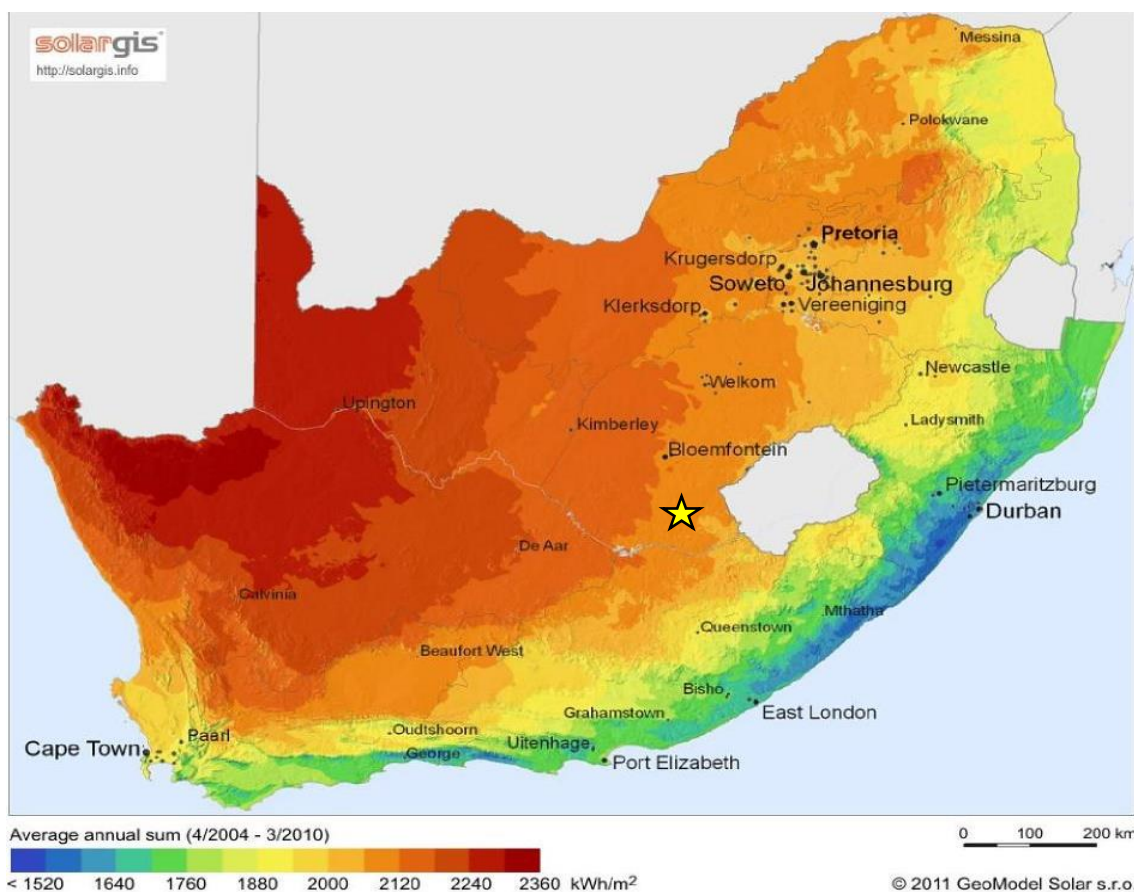 solargis
http://solargis.info
Messina
Polokwane
Pretoria
Krugersdorp
Soweto
Johannesburg
Klerksdorp
Vereeniging
Welkom
Newcastle
Upington
Kimberley
Ladysmith
Bloemfontein
Pietermaritzburg
Durban
De Aar
Calvinia
Mthatha
Queenstown
Beaufort West
Bisho
Grahamstown
East London
Oudtshoorn
Paarl
Cape Town
George
Uitenhage
Port Elizabeth
Average annual sum (4/2004 - 3/2010)
0 100 200 km
< 1520 1640 1760 1880 2000 2120 2240 2360 kWh/m²
© 2011 GeoModel Solar s.r.o.